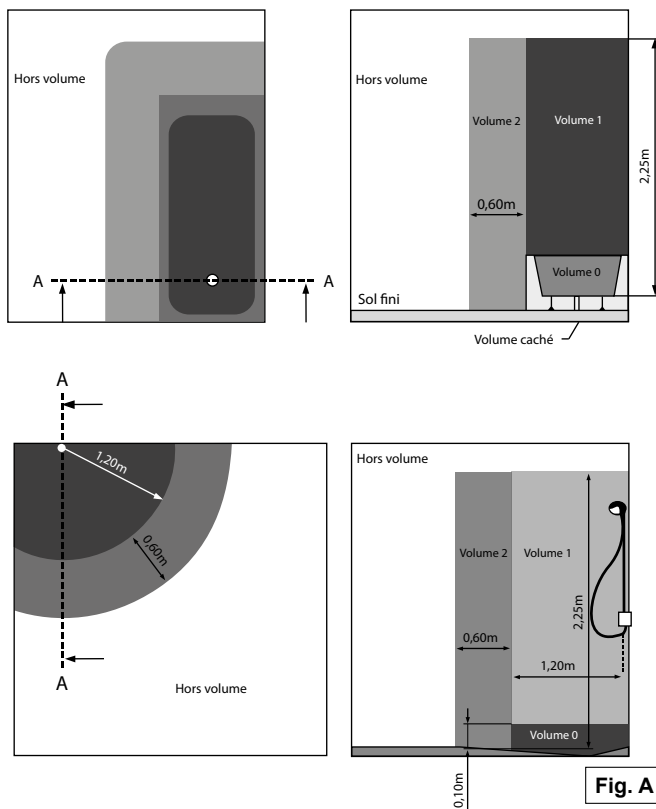 Hors volume
A
A
Hors volume
Volume 2
Volume 1
2,25m
0,60m
Volume 0
Sol fini
Volume caché
A
1,20m
0,60m
A
Hors volume
Hors volume
Volume 2
Volume 1
2,25m
0,60m
1,20m
Volume 0
0,10m
Fig. A